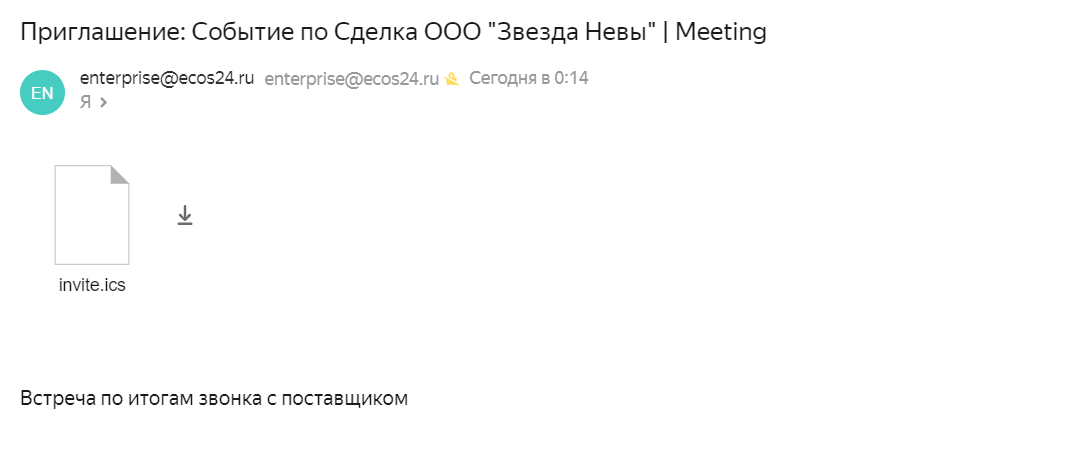 Приглашение: Событие по Сделка ООО "Звезда Невы" | Meeting
enterprise@ecos24.ru enterprise@ecos24.ru Сегодня в 0:14
EN
Я >
invite.ics
Встреча по итогам звонка с поставщиком